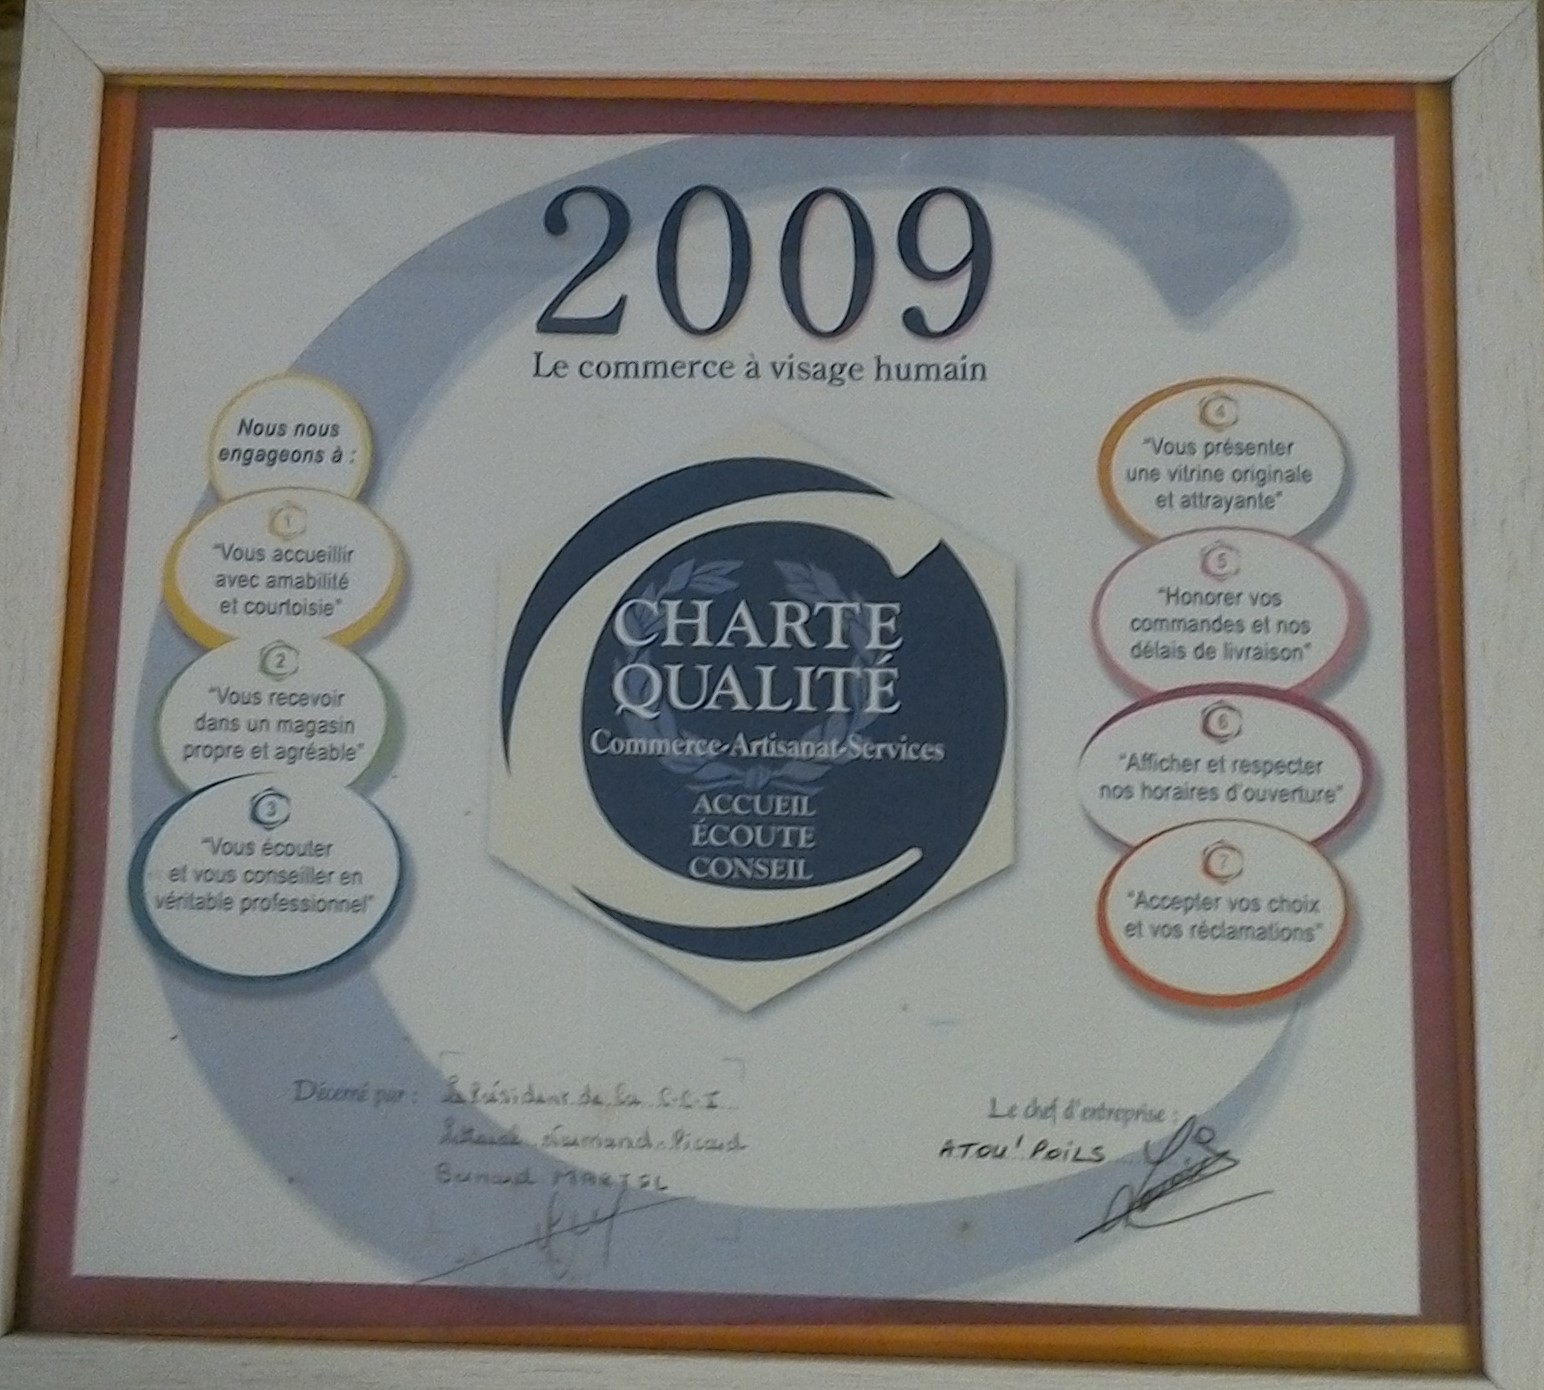 2009
Le commerce à visage humain
Nous nous
engageons à :
1
"Vous accueillir
avec amabilité
et courtoisie"
2
"Vous recevoir
dans un magasin
propre et agréable"
3
"Vous écouter
et vous conseiller en
véritable professionnel"
CHARTE
QUALITÉ
Commerce-Artisanat-Services
ACCUEIL
ÉCOUTE
CONSEIL
4
"Vous présenter
une vitrine originale
et attrayante"
5
"Honorer vos
commandes et nos
délais de livraison"
6
"Afficher et respecter
nos horaires d'ouverture"
7
"Accepter vos choix
et vos réclamations"
Décerné par : Le Président de la C.C.I
Littoral Normand-Picard
Bernard MARTEL
Le chef d'entreprise :
ATOU' POILS